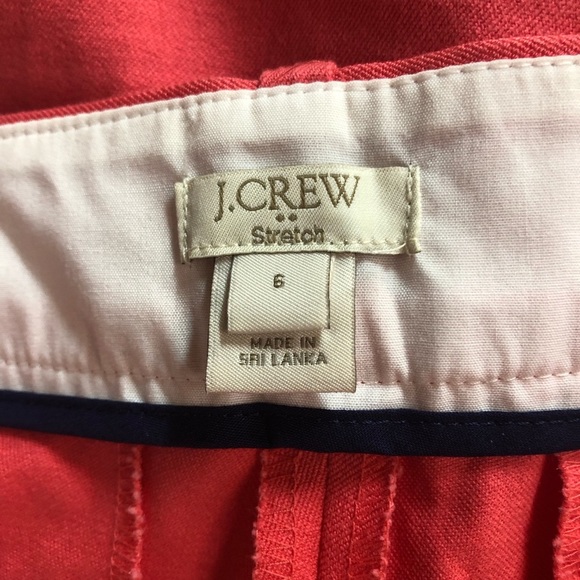 J.CREW
Stretch
6
MADE IN
SRI LANKA